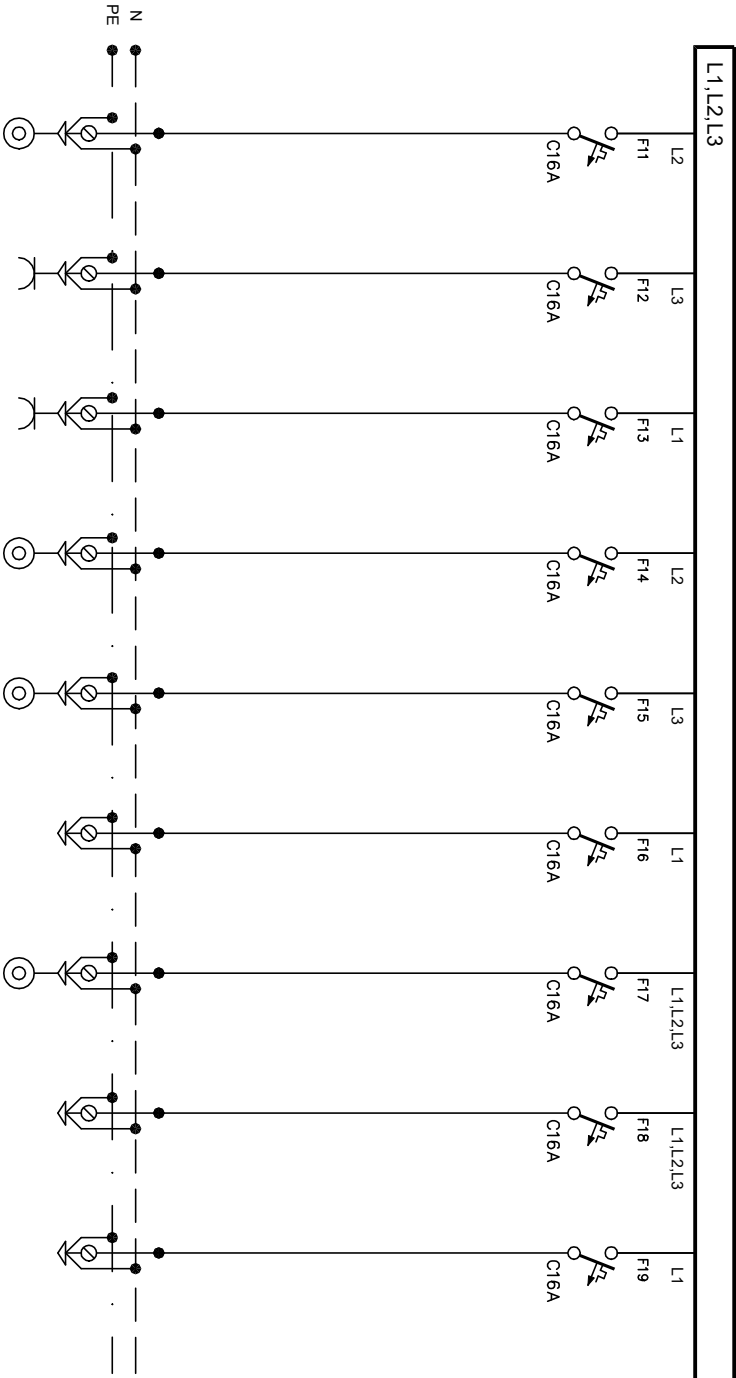 L1,L2,L3
L2
F11
C16A
L3
F12
C16A
L1
F13
C16A
L2
F14
C16A
L3
F15
C16A
L1
F16
C16A
L1,L2,L3
F17
C16A
L1,L2,L3
F18
C16A
L1
F19
C16A
N
PE